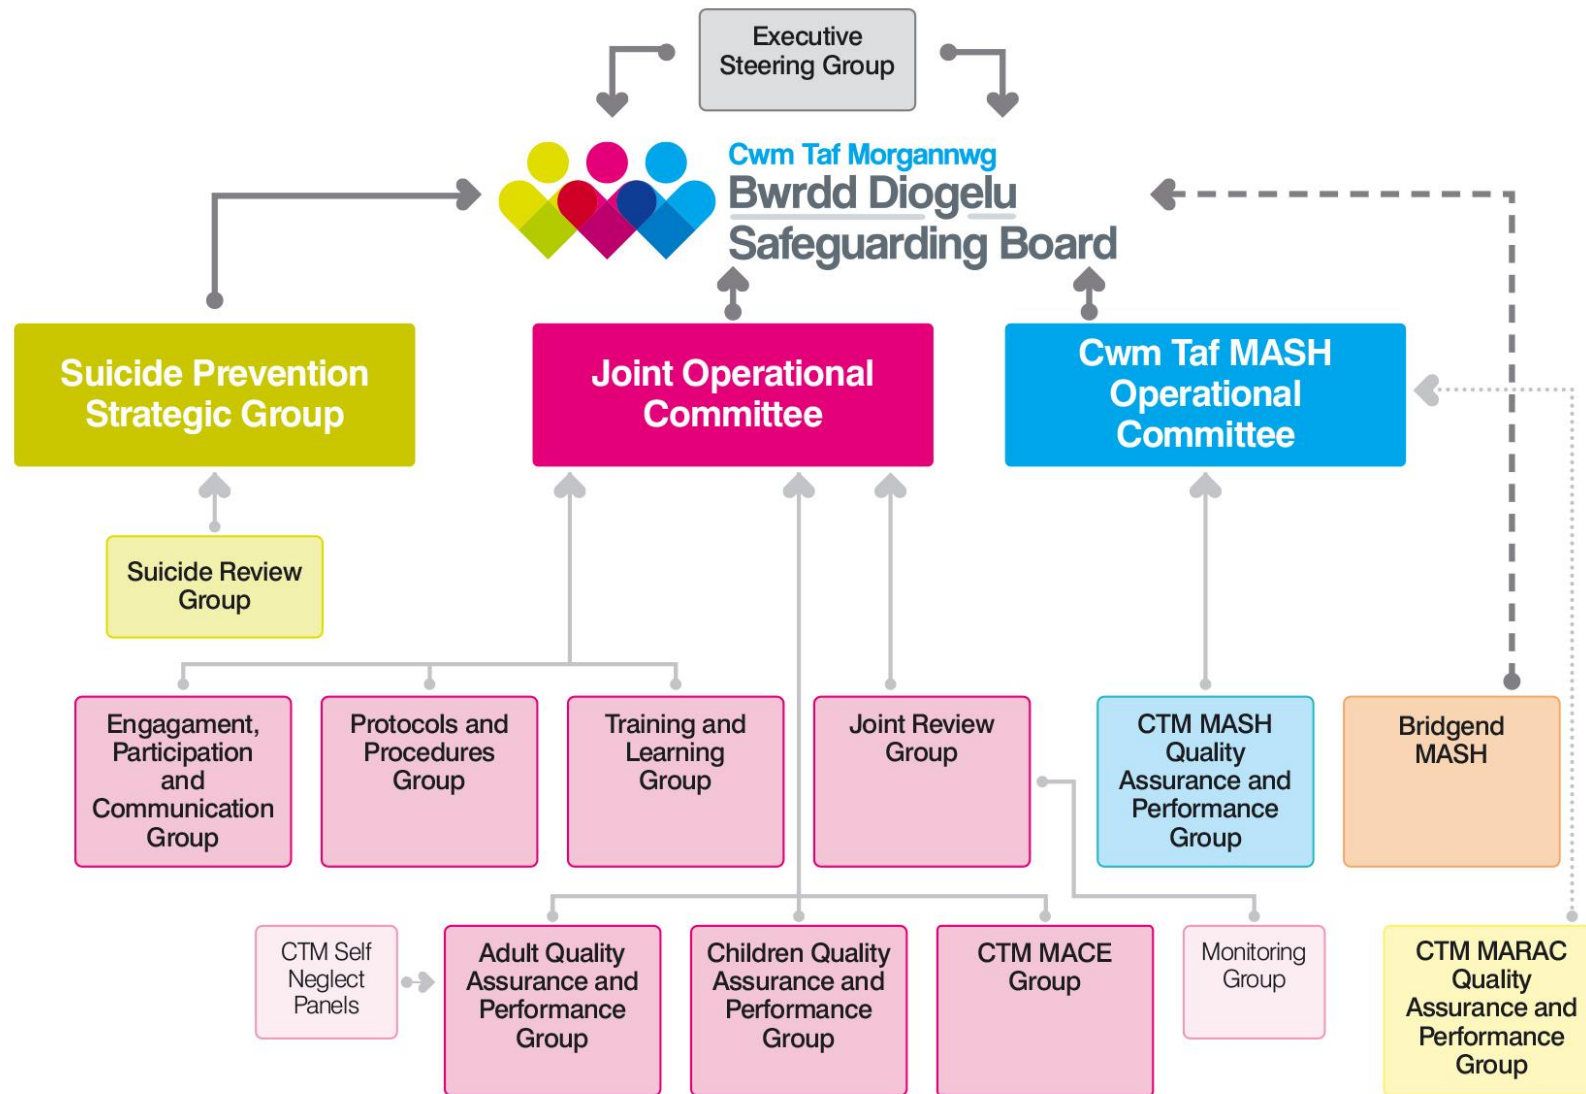 Executive
Steering Group
Cwm Taf Morgannwg
Bwrdd Diogelu
Safeguarding Board
Suicide Prevention
Strategic Group
Joint Operational
Committee
Cwm Taf MASH
Operational
Committee
Suicide Review
Group
Engagament,
Participation
and
Communication
Group
Protocols and
Procedures
Group
Training and
Learning
Group
Joint Review
Group
CTM MASH
Quality
Assurance and
Performance
Group
Bridgend
MASH
CTM Self
Neglect
Panels
Adult Quality
Assurance and
Performance
Group
Children Quality
Assurance and
Performance
Group
CTM MACE
Group
Monitoring
Group
CTM MARAC
Quality
Assurance and
Performance
Group